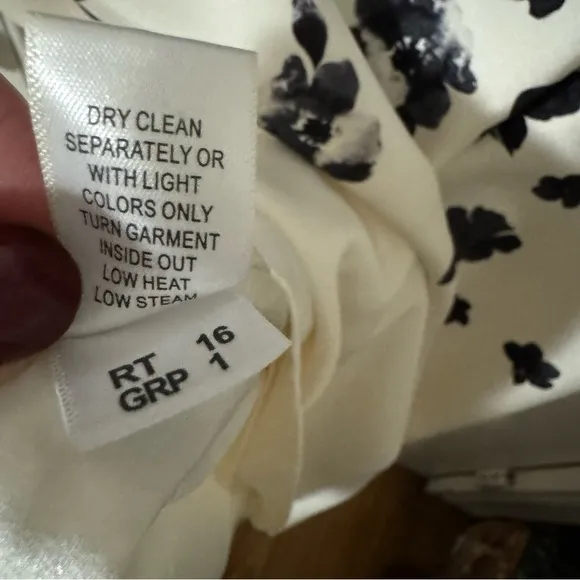 DRY CLEAN
SEPARATELY OR
WITH LIGHT
COLORS ONLY
TURN GARMENT
INSIDE OUT
LOW HEAT
LOW STEAM
RT 16
GRP 1